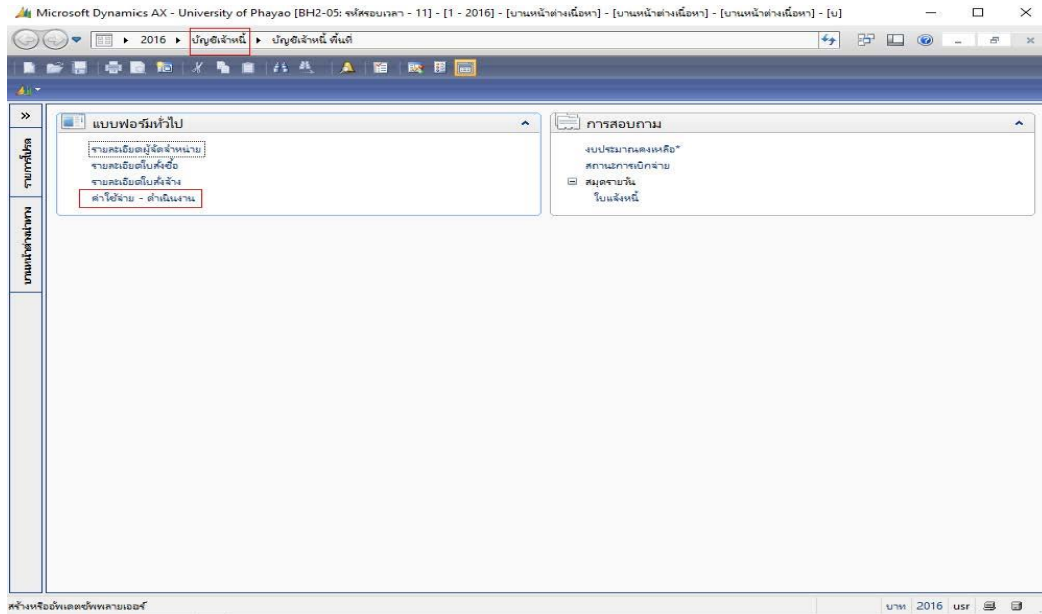 Microsoft Dynamics AX - University of Phayao [BH2-05: รหัสรอบเวลา - 11] - [1 - 2016] - [บานหน้าต่างเนื้อหา] - [บานหน้าต่างเนื้อหา] - [บานหน้าต่างเนื้อหา] - [บ]
2016 บัญชีเจ้าหนี้ บัญชีเจ้าหนี้ พื้นที่
แบบฟอร์มทั่วไป
รายละเอียดผู้จัดจำหน่าย
รายละเอียดใบสั่งซื้อ
รายละเอียดใบสั่งจ้าง
ค่าใช้จ่าย - ดำเนินงาน
การสอบถาม
งบประมาณคงเหลือ*
สถานะการเบิกจ่าย
สมุดรายวัน
ใบแจ้งหนี้
รายการโปรด
บานหน้าต่างนำทาง
สร้างหรืออัพเดตซัพพลายเออร์
บาท 2016 usr